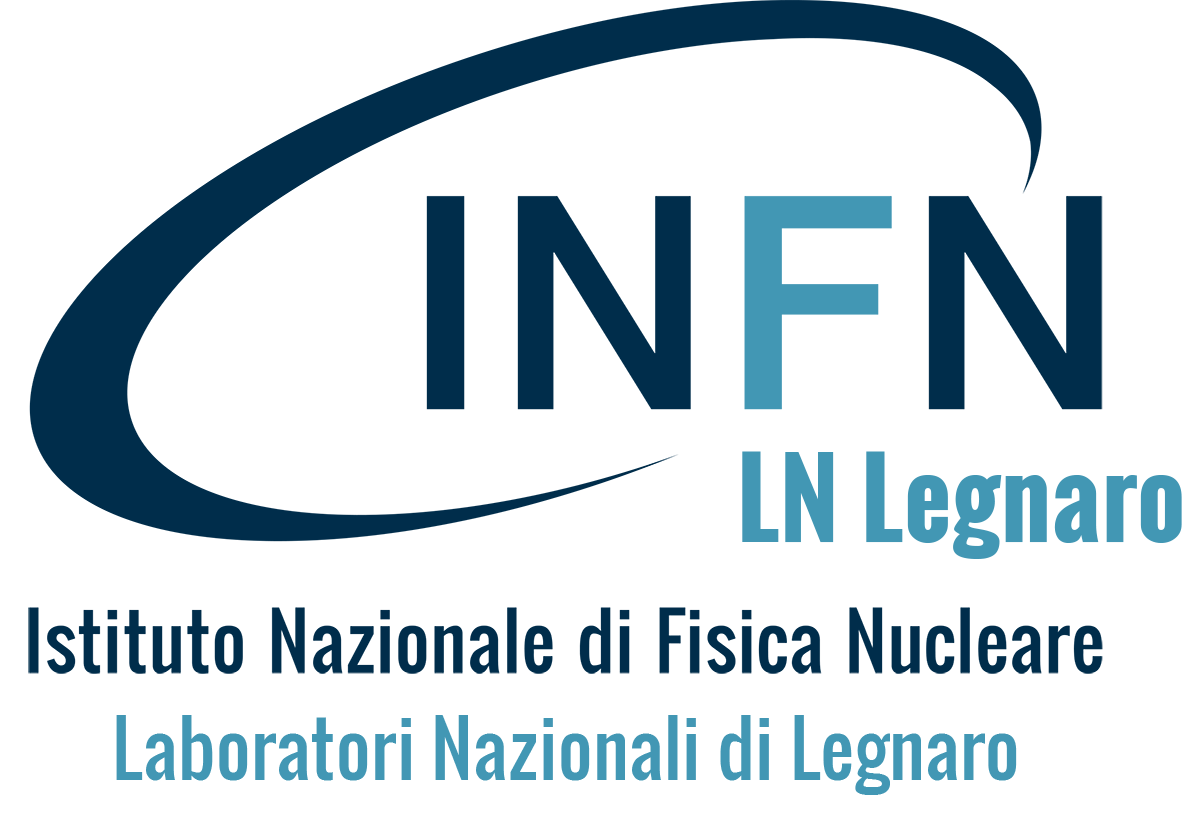 INFN
LN Legnaro
Istituto Nazionale di Fisica Nucleare
Laboratori Nazionali di Legnaro